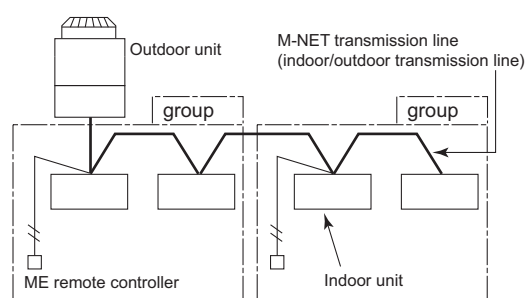 Outdoor unit
M-NET transmission line
(indoor/outdoor transmission line)
group
group
ME remote controller
Indoor unit